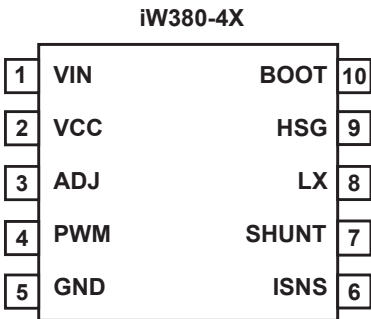 iW380-4X
1 VIN BOOT 10
2 VCC HSG 9
3 ADJ LX 8
4 PWM SHUNT 7
5 GND ISNS 6